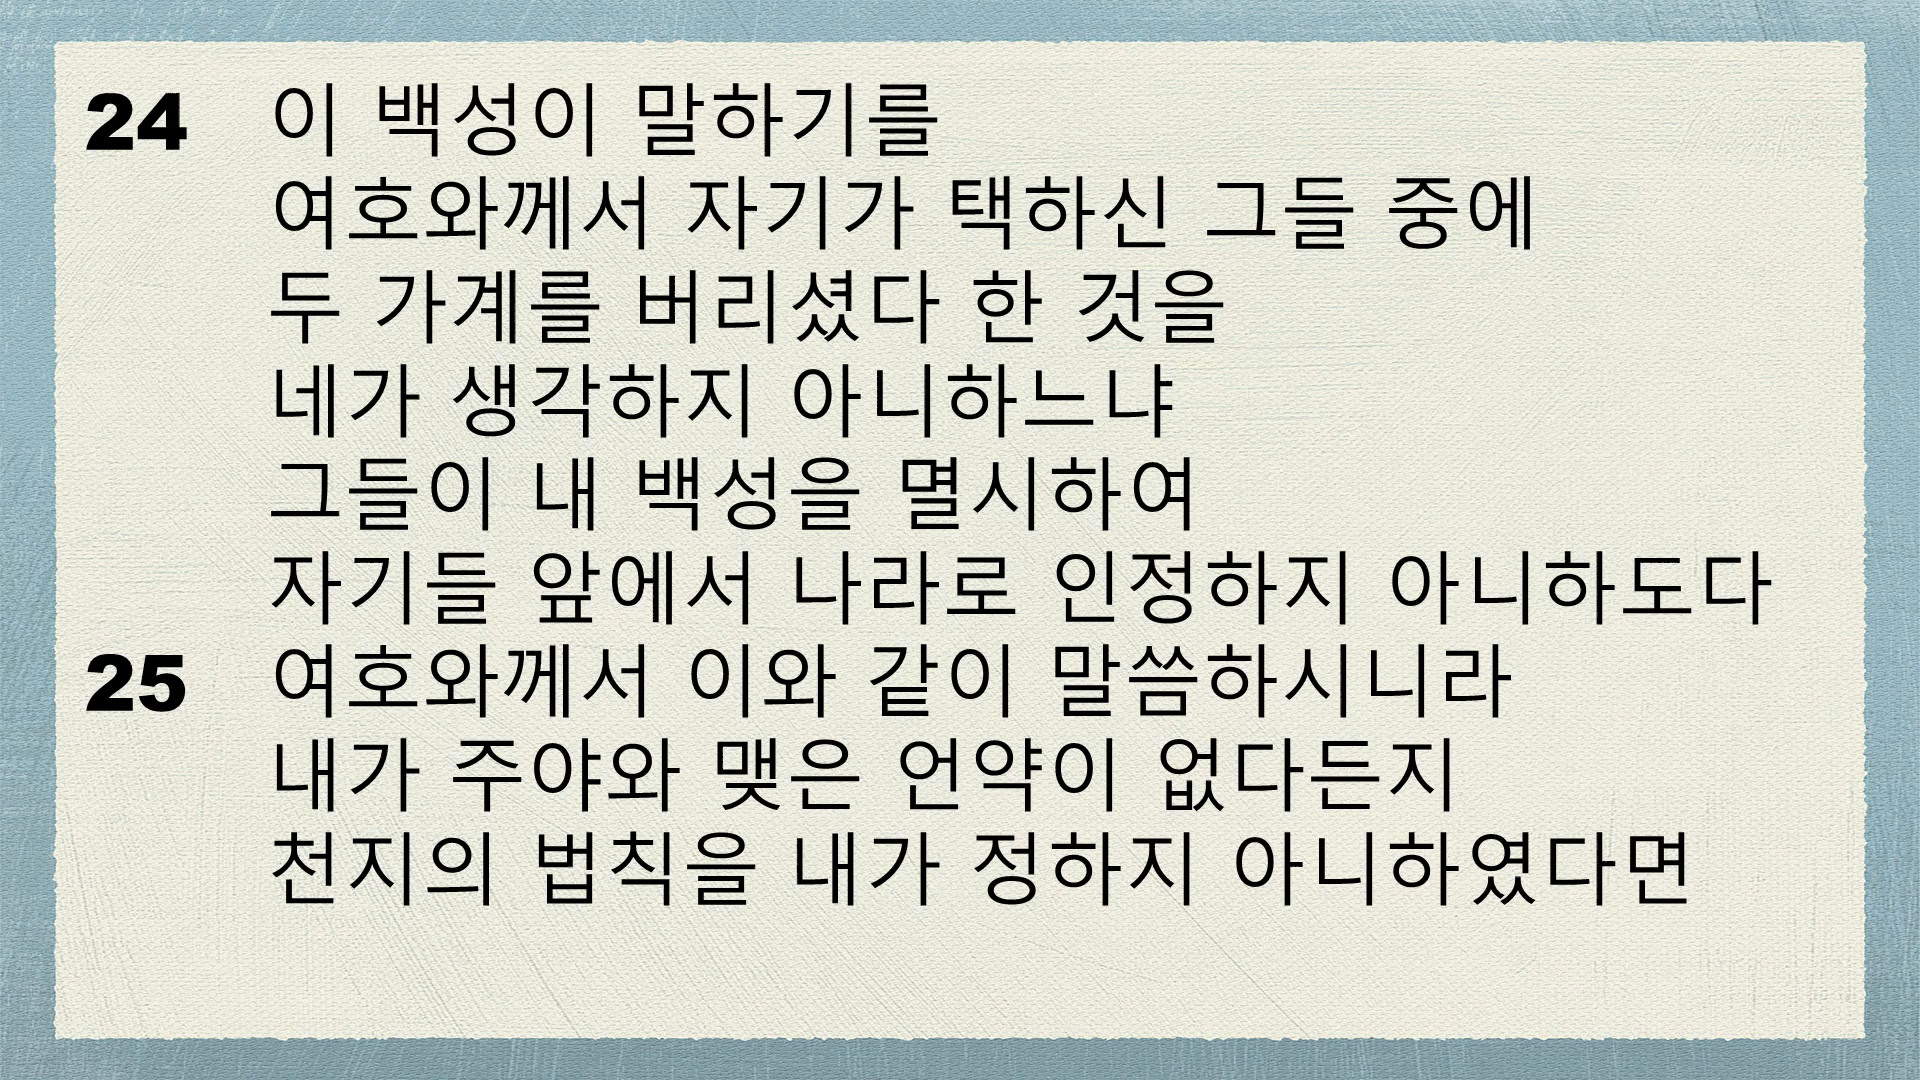 24 이 백성이 말하기를
여호와께서 자기가 택하신 그들 중에
두 가계를 버리셨다 한 것을
네가 생각하지 아니하느냐
그들이 내 백성을 멸시하여
자기들 앞에서 나라로 인정하지 아니하도다
25 여호와께서 이와 같이 말씀하시니라
내가 주야와 맺은 언약이 없다든지
천지의 법칙을 내가 정하지 아니하였다면